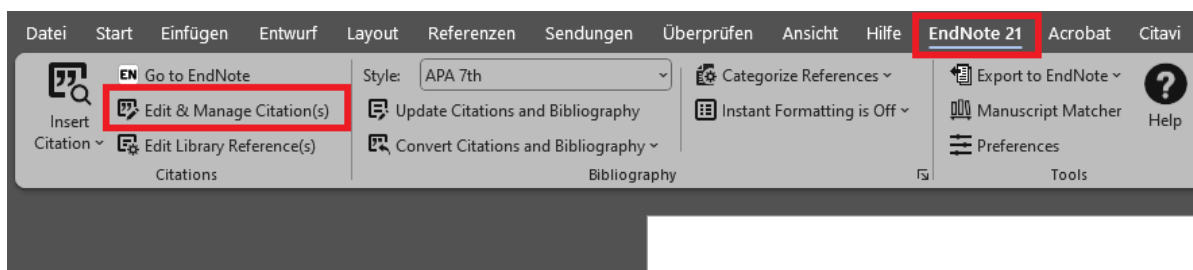 Datei Start Einfügen Entwurf Layout Referenzen Sendungen Überprüfen Ansicht Hilfe EndNote 21 Acrobat Citavi
Insert
Citation
EN Go to EndNote
Edit & Manage Citation(s)
Edit Library Reference(s)
Citations
Style: APA 7th
Update Citations and Bibliography
Convert Citations and Bibliography
Categorize References
Instant Formatting is Off
Bibliography
Export to EndNote
Manuscript Matcher
Preferences
Tools
Help